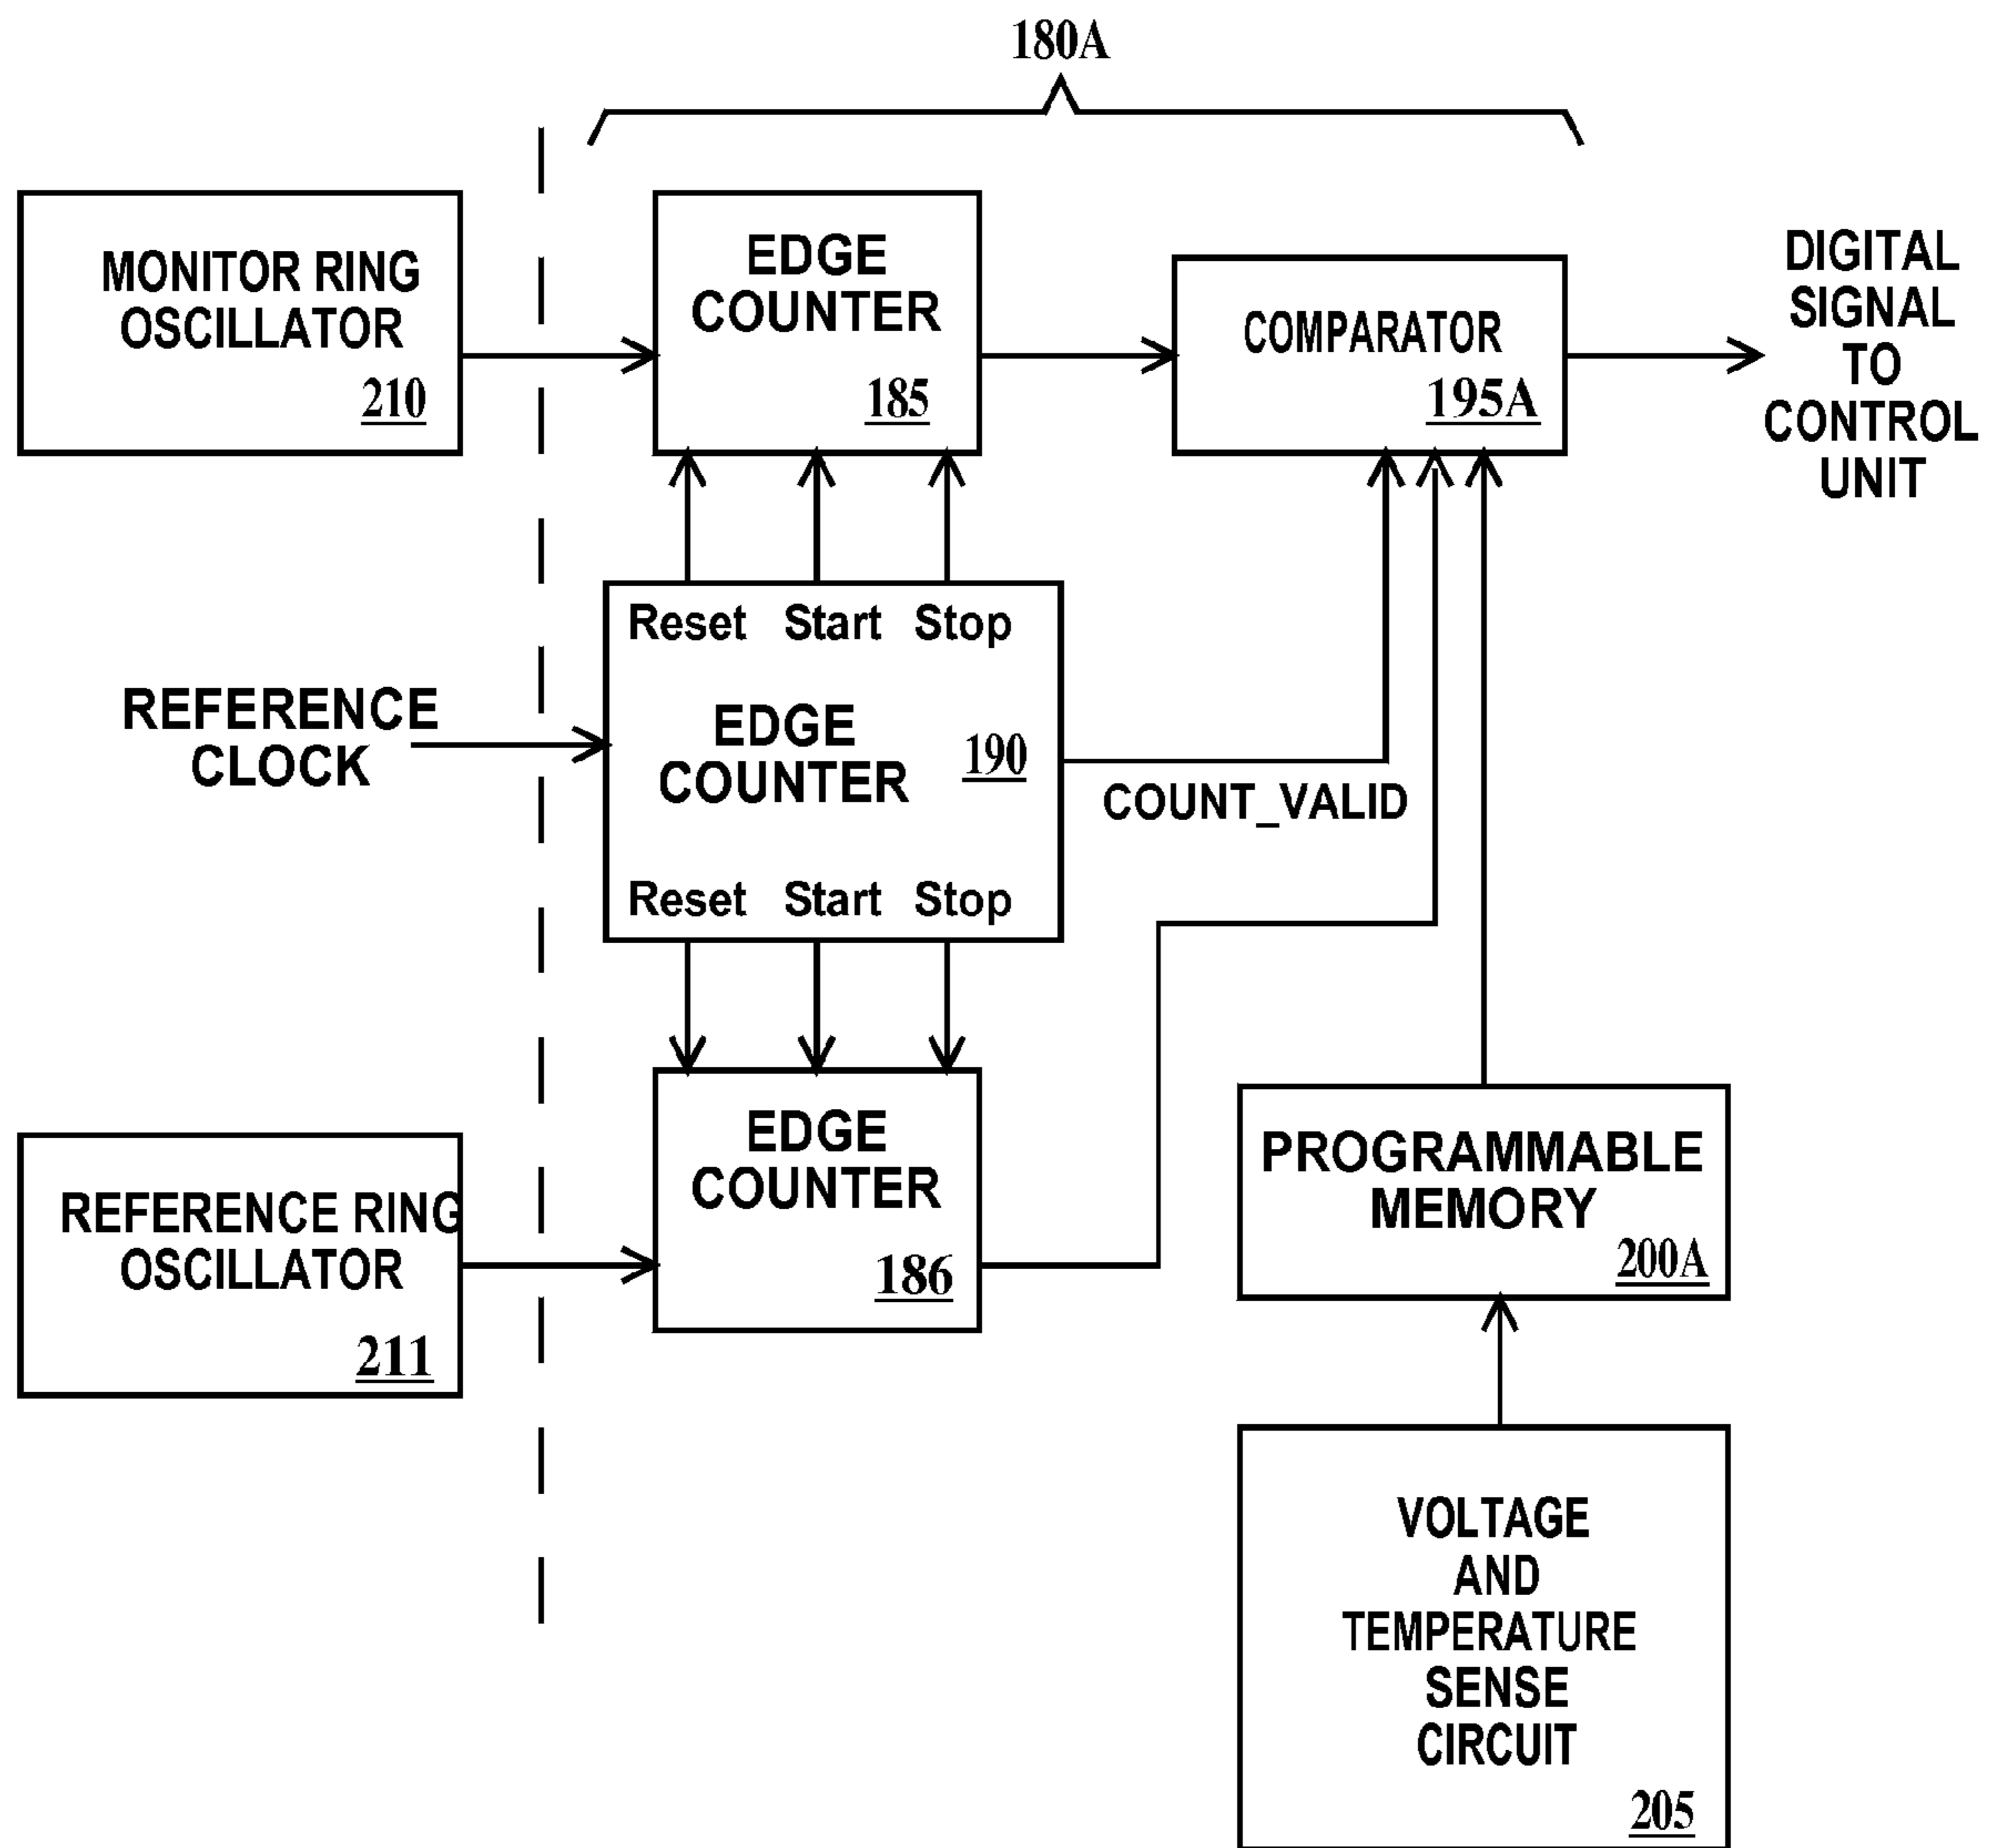 180A
MONITOR RING
OSCILLATOR
210
EDGE
COUNTER
185
COMPARATOR
195A
DIGITAL
SIGNAL
TO
CONTROL
UNIT
Reset Start Stop
REFERENCE
CLOCK
EDGE
COUNTER
190
COUNT_VALID
Reset Start Stop
REFERENCE RING
OSCILLATOR
211
EDGE
COUNTER
186
PROGRAMMABLE
MEMORY
200A
VOLTAGE
AND
TEMPERATURE
SENSE
CIRCUIT
205